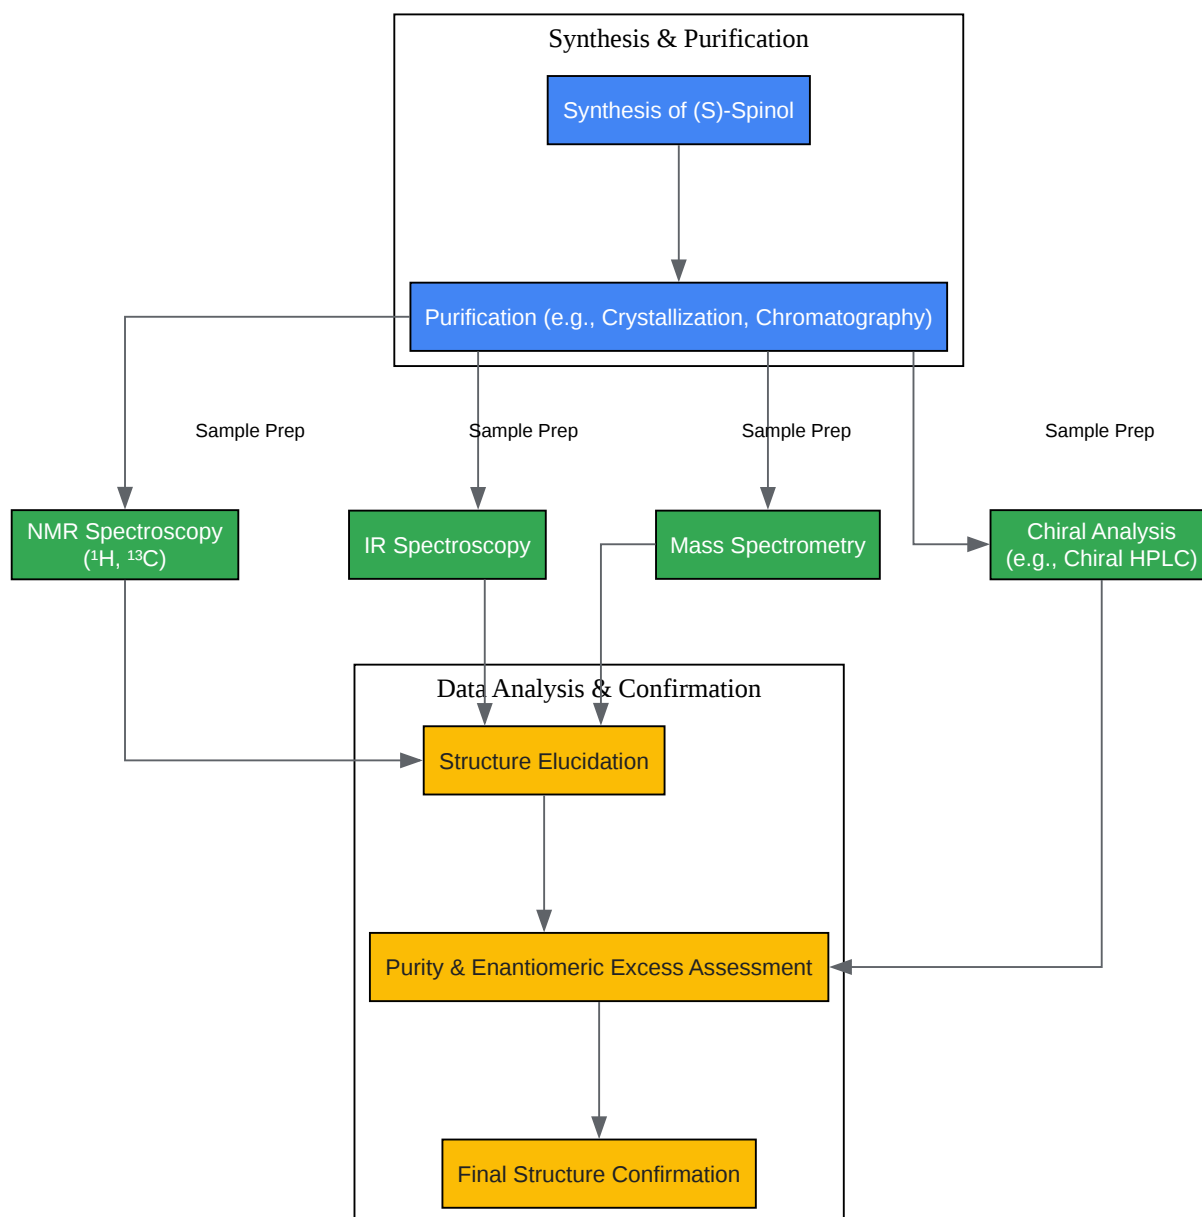 Synthesis & Purification
Synthesis of (S)-Spinol
Purification (e.g., Crystallization, Chromatography)
Sample Prep
Sample Prep
Sample Prep
Sample Prep
NMR Spectroscopy
(¹H, ¹³C)
IR Spectroscopy
Mass Spectrometry
Chiral Analysis
(e.g., Chiral HPLC)
Data Analysis & Confirmation
Structure Elucidation
Purity & Enantiomeric Excess Assessment
Final Structure Confirmation